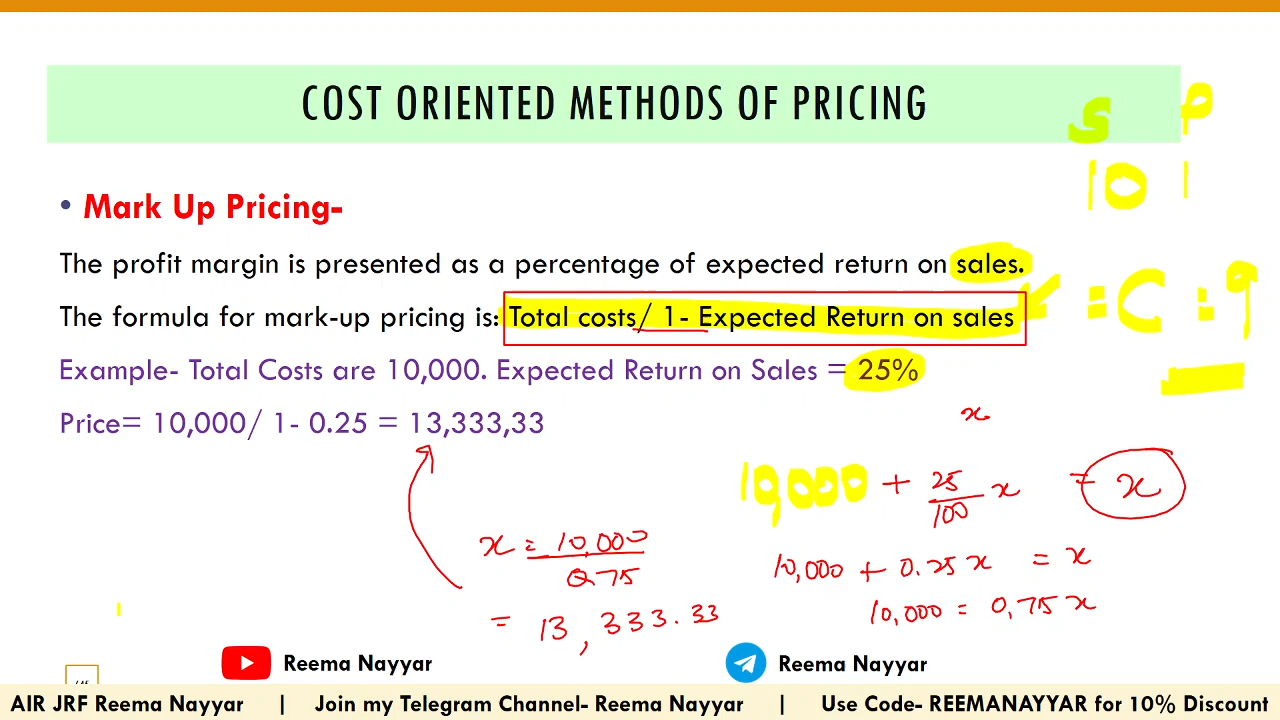 COST ORIENTED METHODS OF PRICING
S P
10 1
• Mark Up Pricing-
The profit margin is presented as a percentage of expected return on sales.
The formula for mark-up pricing is: Total costs/ 1- Expected Return on sales
= C = 9
Example- Total Costs are 10,000. Expected Return on Sales = 25%
Price= 10,000/ 1- 0.25 = 13,333,33
x
10,000 + 25/100 x = x
x = 10,000/0.75
10,000 + 0.25x = x
10,000 = 0.75x
= 13,333.33
Reema Nayyar
Reema Nayyar
AIR JRF Reema Nayyar | Join my Telegram Channel- Reema Nayyar | Use Code- REEMANAYYAR for 10% Discount